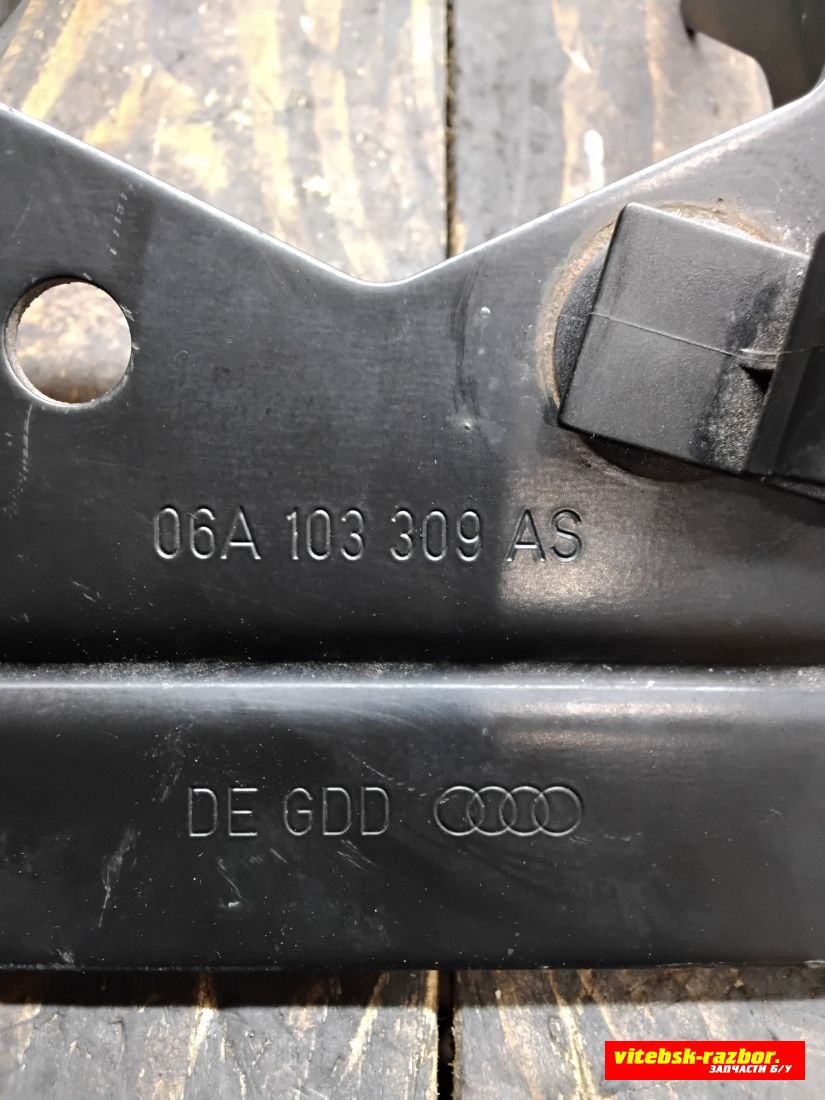 06A 103 309 AS
DE GDD
vitebsk-razbor.
ЗАПЧАСТИ Б/У